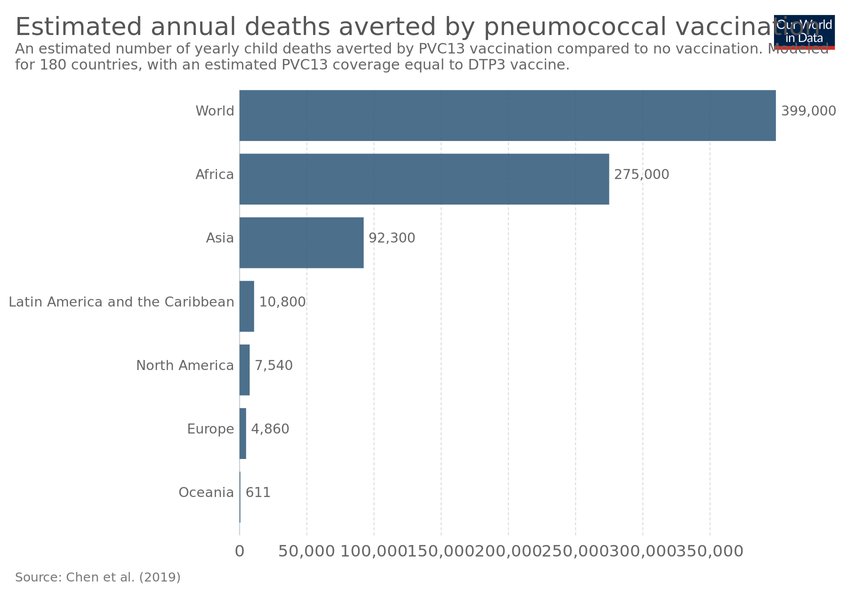 Estimated annual deaths averted by pneumococcal vaccination
Our World
in Data
An estimated number of yearly child deaths averted by PVC13 vaccination compared to no vaccination. Modeled
for 180 countries, with an estimated PVC13 coverage equal to DTP3 vaccine.
World 399,000
Africa 275,000
Asia 92,300
Latin America and the Caribbean 10,800
North America 7,540
Europe 4,860
Oceania 611
0 50,000 100,000 150,000 200,000 250,000 300,000 350,000
Source: Chen et al. (2019)